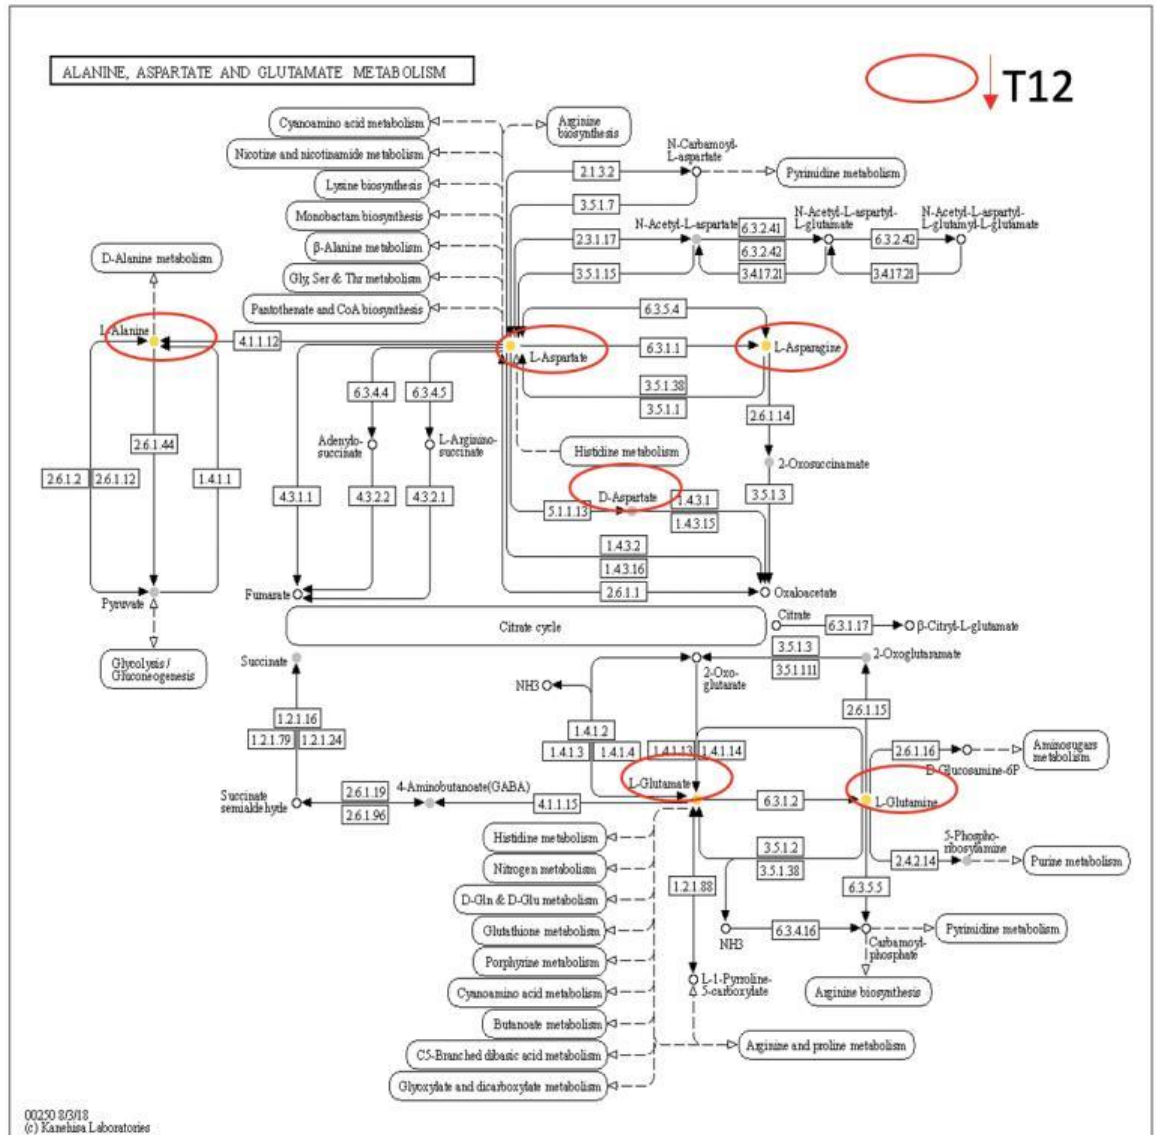 ALANINE, ASPARTATE AND GLUTAMATE METABOLISM
T12
Cyanoamino acid metabolism
Arginine
biosynthesis
Nicotine and nicotinamide metabolism
Lysine biosynthesis
Monobactam biosynthesis
β-Alanine metabolism
Gly, Ser & Thr metabolism
Pantothenate and CoA biosynthesis
D-Alanine metabolism
N-Carbamoyl-
L-aspartate
2.1.3.2
Pyrimidine metabolism
3.5.1.7
N-Acetyl-L-aspartate
N-Acetyl-L-aspartyl-
L-glutamate
N-Acetyl-L-aspartyl-
L-glutamyl-L-glutamate
2.3.1.17
6.3.2.41
6.3.2.42
6.3.2.42
3.5.1.15
3.4.17.21
3.4.17.21
L-Alanine
4.1.1.12
L-Aspartate
6.3.5.4
6.3.1.1
L-Asparagine
3.5.1.38
3.5.1.1
6.3.4.4
6.3.4.5
2.6.1.14
2.6.1.44
Adenylo-
succinate
L-Arginino-
succinate
Histidine metabolism
2-Oxosuccinamate
2.6.1.2
2.6.1.12
1.4.1.1
4.3.1.1
4.3.2.2
4.3.2.1
D-Aspartate
5.1.1.13
1.4.3.1
1.4.3.15
3.5.1.3
1.4.3.2
1.4.3.16
2.6.1.1
Pyruvate
Fumarate
Oxaloacetate
Citrate cycle
Citrate
6.3.1.17
β-Citryl-L-glutamate
Glycolysis /
Gluconeogenesis
Succinate
NH3
2-Oxo-
glutarate
3.5.1.3
3.5.1.111
2-Oxoglutaramate
1.2.1.16
1.2.1.79
1.2.1.24
1.4.1.2
1.4.1.3
1.4.1.4
1.4.1.13
1.4.1.14
2.6.1.15
2.6.1.16
Aminosugars
metabolism
D-Glucosamine-6P
Succinate
semialdehyde
2.6.1.19
2.6.1.96
4-Aminobutanoate(GABA)
4.1.1.15
L-Glutamate
6.3.1.2
L-Glutamine
Histidine metabolism
Nitrogen metabolism
D-Gln & D-Glu metabolism
Glutathione metabolism
Porphyrine metabolism
Cyanoamino acid metabolism
Butanoate metabolism
C5-Branched dibasic acid metabolism
Glyoxylate and dicarboxylate metabolism
3.5.1.2
3.5.1.38
2.4.2.14
5-Phospho-
ribosylamine
Purine metabolism
1.2.1.88
6.3.5.5
NH3
6.3.4.16
Carbamoyl-
phosphate
Pyrimidine metabolism
L-1-Pyrroline-
5-carboxylate
Arginine biosynthesis
Arginine and proline metabolism
00250 8/3/18
(c) Kanehisa Laboratories